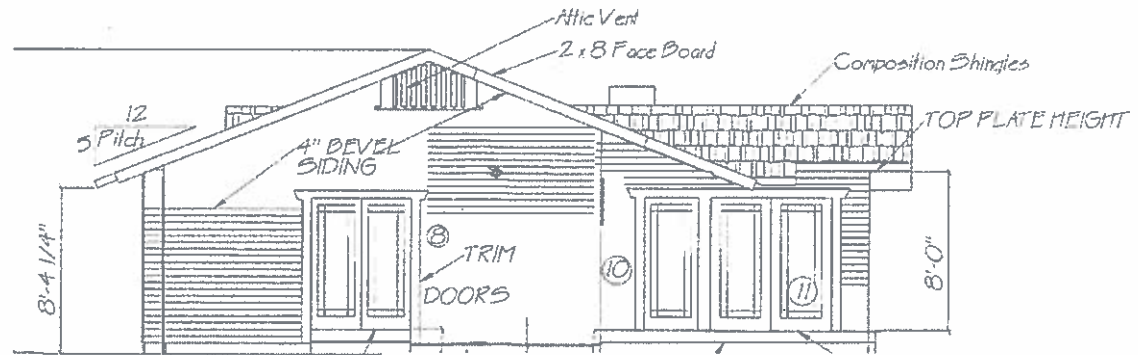 Attic Vent
2 x 8 Face Board
Composition Shingles
12
5 Pitch
TOP PLATE HEIGHT
4" BEVEL
SIDING
8
TRIM
DOORS
10
11
8'-4 1/4"
8'-0"